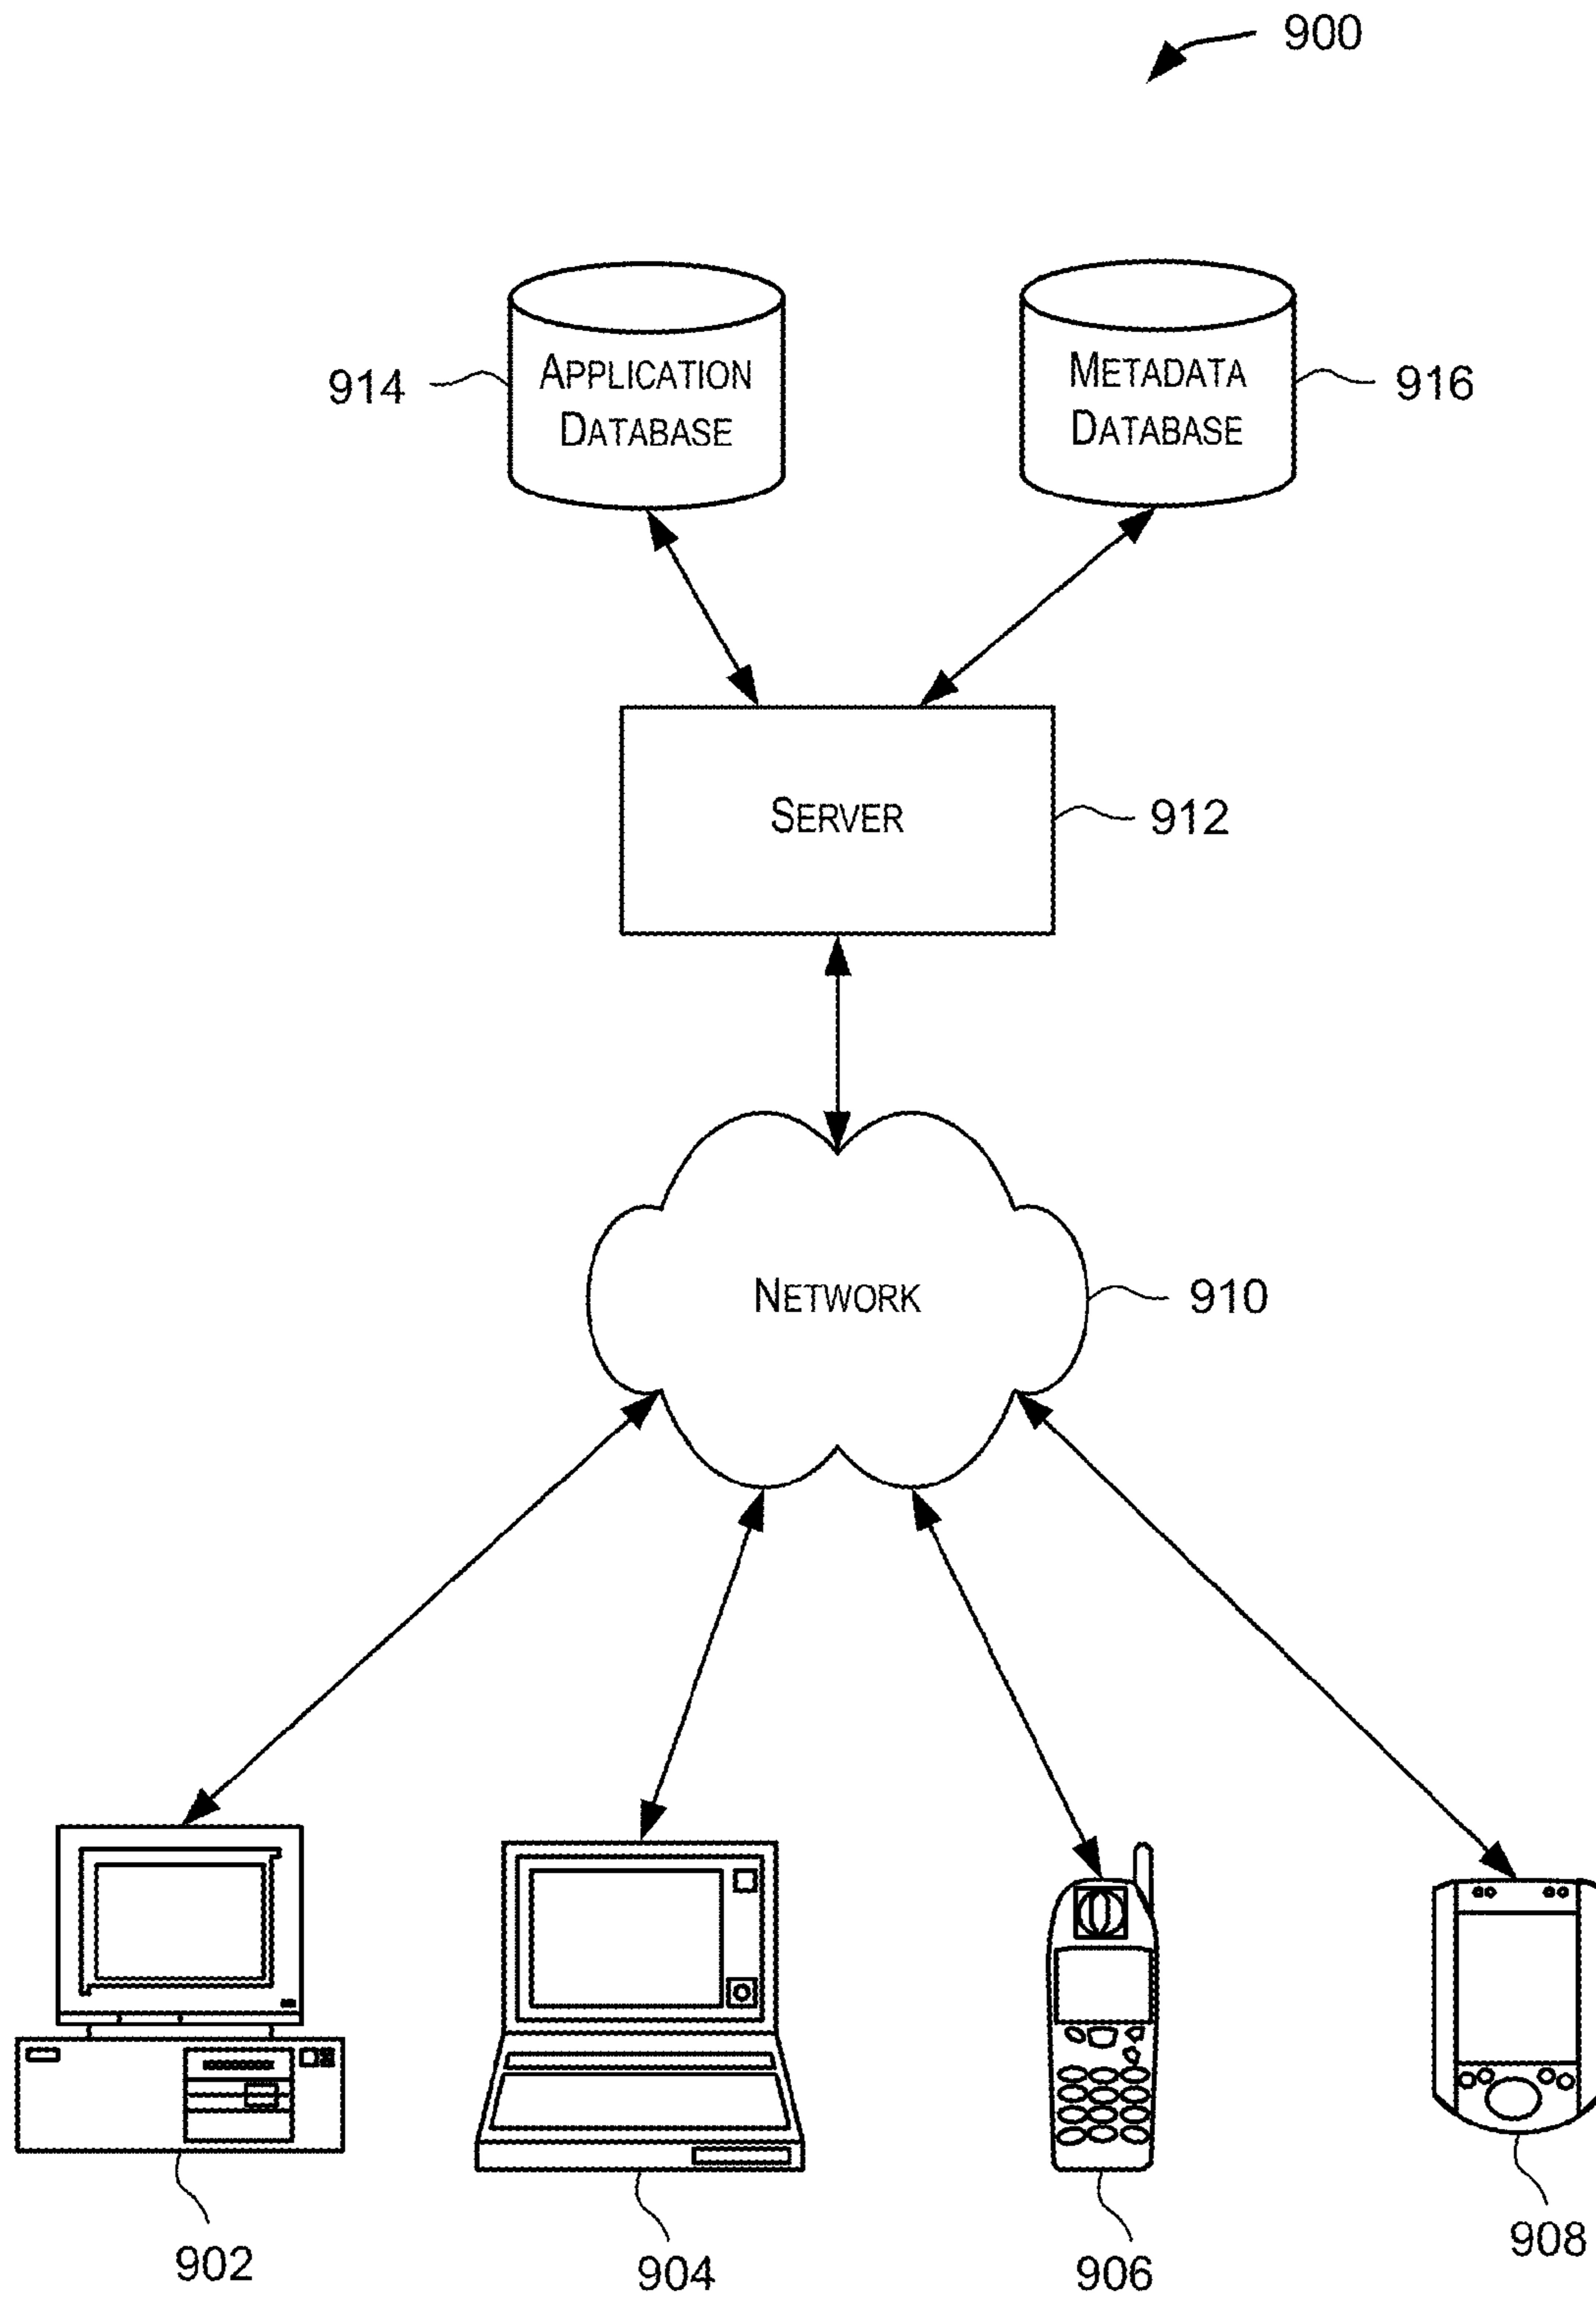 900
914
APPLICATION
DATABASE
METADATA
DATABASE
916
SERVER
912
NETWORK
910
902
904
906
908